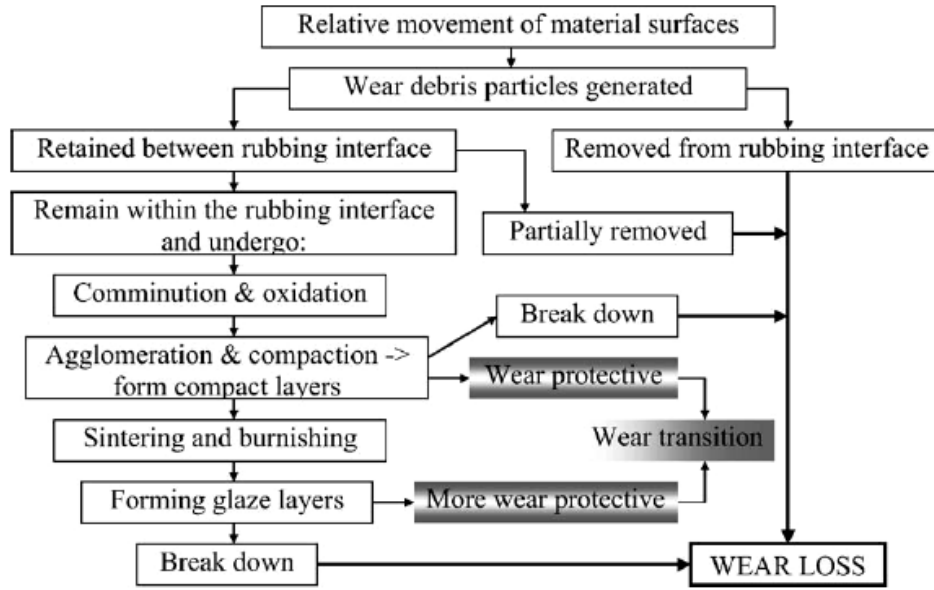 Relative movement of material surfaces
Wear debris particles generated
Retained between rubbing interface
Removed from rubbing interface
Remain within the rubbing interface
and undergo:
Partially removed
Comminution & oxidation
Break down
Agglomeration & compaction ->
form compact layers
Wear protective
Sintering and burnishing
Wear transition
Forming glaze layers
More wear protective
Break down
WEAR LOSS